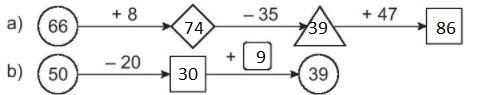 a) 66 + 8 74 – 35 39 + 47 86
b) 50 – 20 30 + 9 39